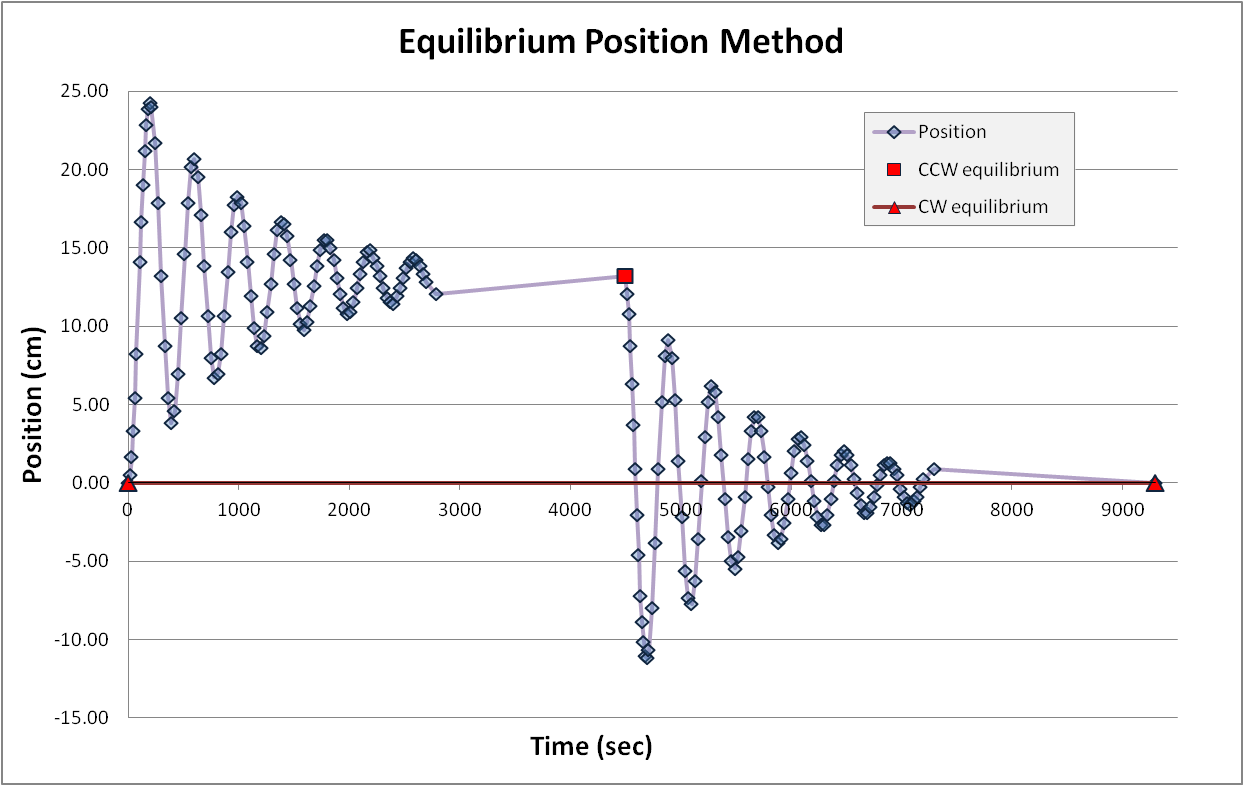 Equilibrium Position Method
25.00
20.00
15.00
10.00
5.00
0.00
-5.00
-10.00
-15.00
Position (cm)
0 1000 2000 3000 4000 5000 6000 7000 8000 9000
Time (sec)
Position
CCW equilibrium
CW equilibrium